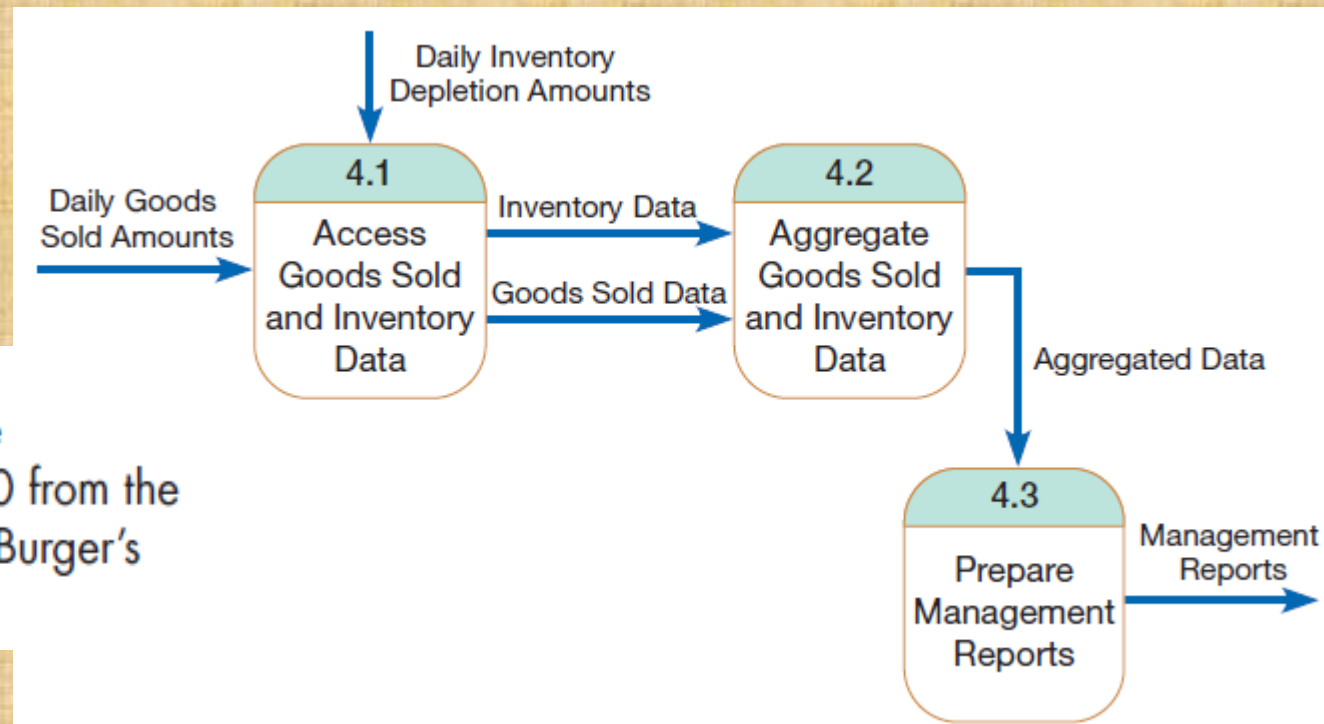 Daily Inventory
Depletion Amounts
Daily Goods
Sold Amounts
4.1
Access
Goods Sold
and Inventory
Data
Inventory Data
Goods Sold Data
4.2
Aggregate
Goods Sold
and Inventory
Data
Aggregated Data
from the
Burger's
4.3
Prepare
Management
Reports
Management
Reports